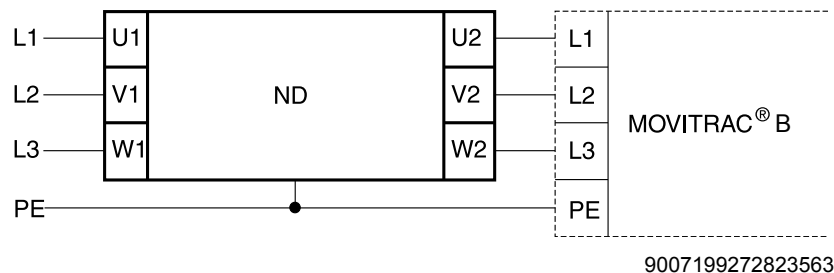 L1 U1 U2 L1
L2 V1 ND V2 L2
MOVITRAC® B
L3 W1 W2 L3
PE PE
9007199272823563